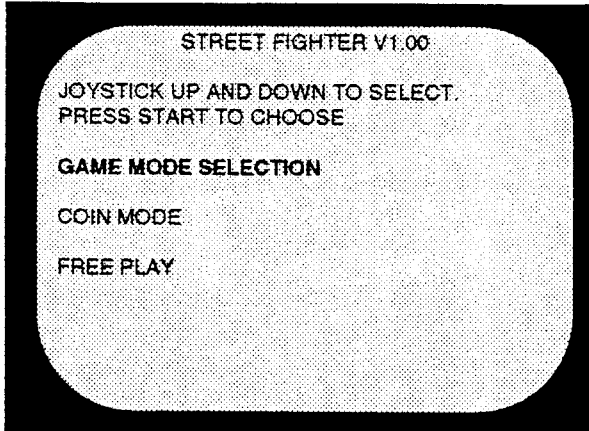 STREET FIGHTER V1.00
JOYSTICK UP AND DOWN TO SELECT.
PRESS START TO CHOOSE
GAME MODE SELECTION
COIN MODE
FREE PLAY